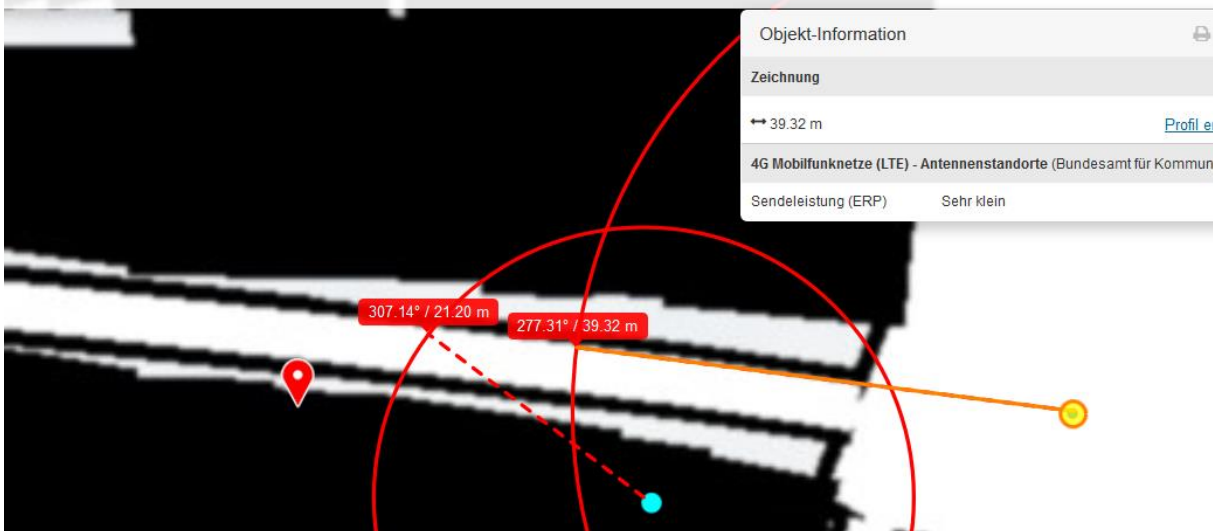 Objekt-Information
Zeichnung
39.32 m
Profil er
4G Mobilfunknetze (LTE) - Antennenstandorte (Bundesamt für Kommun
Sendeleistung (ERP) Sehr klein
307.14° / 21.20 m
277.31° / 39.32 m